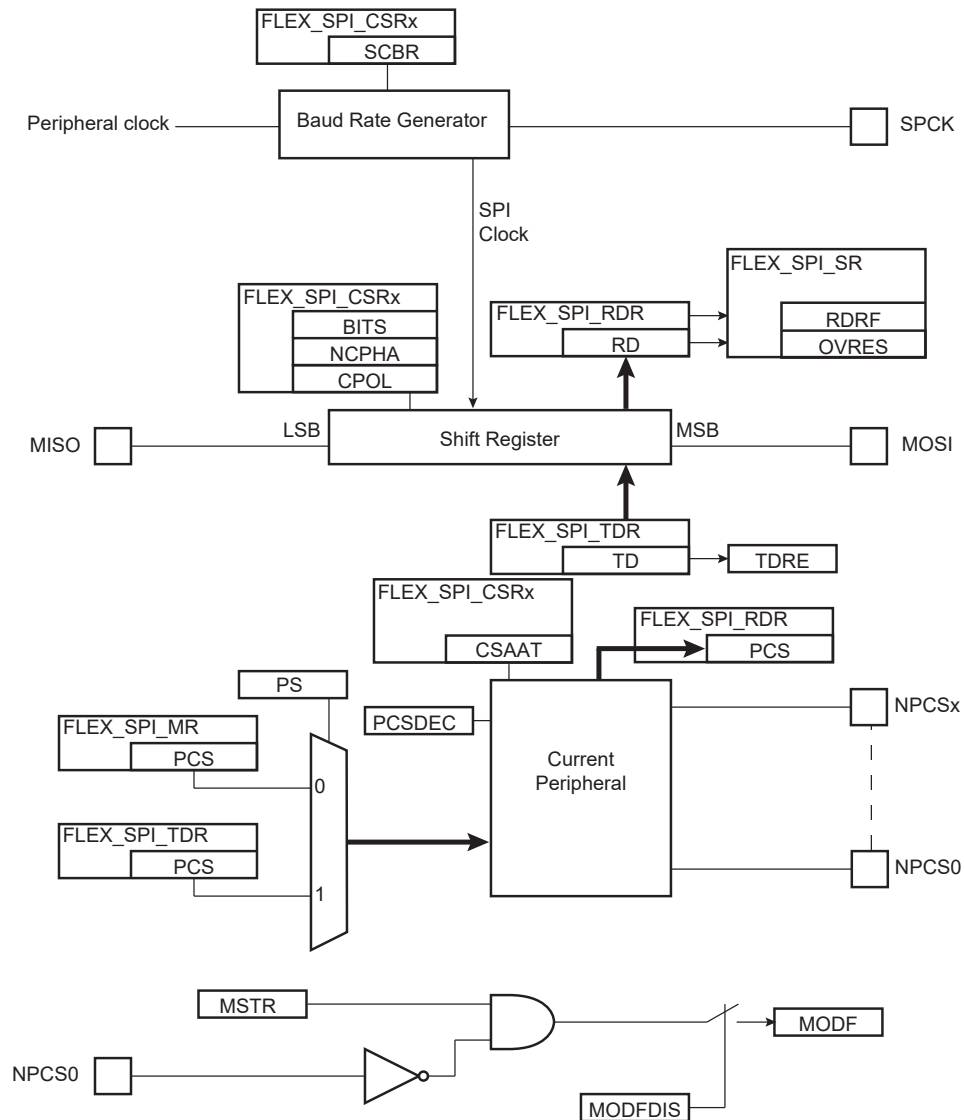 FLEX_SPI_CSRx
SCBR
Peripheral clock
Baud Rate Generator
SPCK
SPI
Clock
FLEX_SPI_SR
RDRF
OVRES
FLEX_SPI_CSRx
BITS
NCPHA
CPOL
FLEX_SPI_RDR
RD
MISO
LSB
Shift Register
MSB
MOSI
FLEX_SPI_TDR
TD
TDRE
FLEX_SPI_CSRx
CSAAT
FLEX_SPI_RDR
PCS
PS
PCSDEC
NPCSx
FLEX_SPI_MR
PCS
0
Current
Peripheral
FLEX_SPI_TDR
PCS
1
NPCS0
MSTR
MODF
NPCS0
MODFDIS